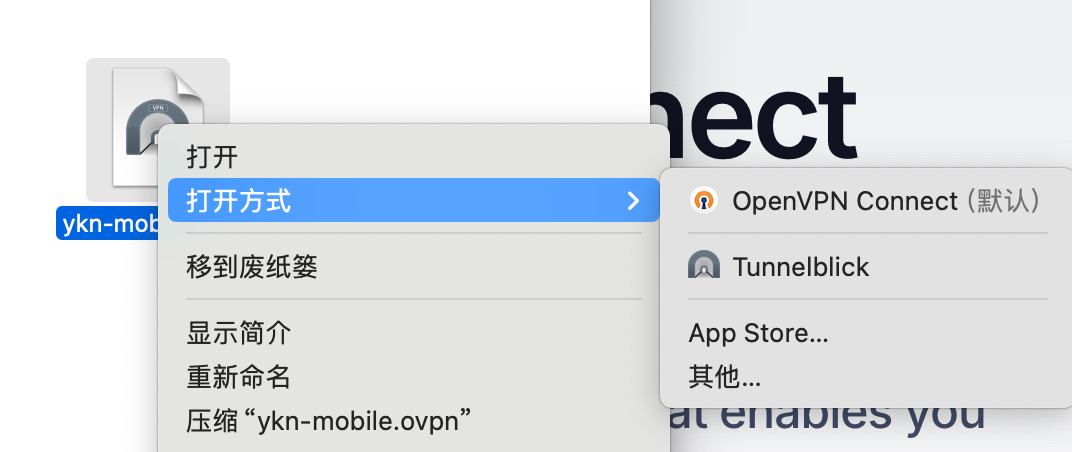 VPN
nect
打开
打开方式
OpenVPN Connect (默认)
ykn-mob
移到废纸篓
Tunnelblick
显示简介
App Store...
重新命名
其他...
压缩 “ykn-mobile.ovpn”
at enables you